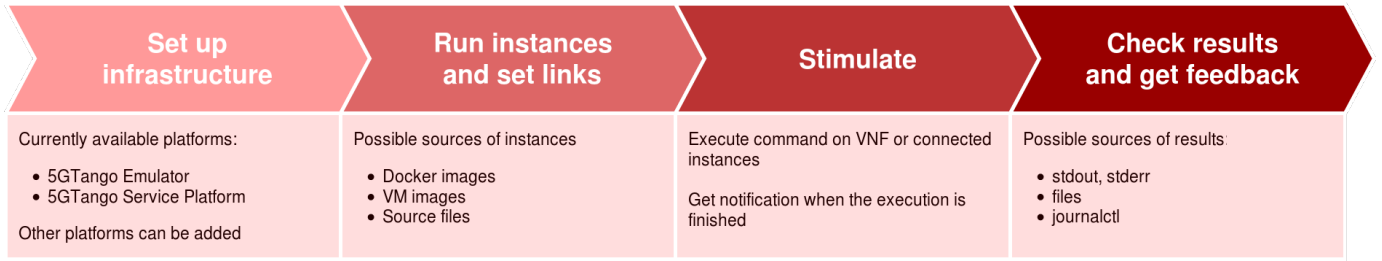 Set up
infrastructure
Run instances
and set links
Stimulate
Check results
and get feedback
Currently available platforms:
• 5GTango Emulator
• 5GTango Service Platform
Other platforms can be added
Possible sources of instances
• Docker images
• VM images
• Source files
Execute command on VNF or connected
instances
Get notification when the execution is
finished
Possible sources of results:
• stdout, stderr
• files
• journalctl